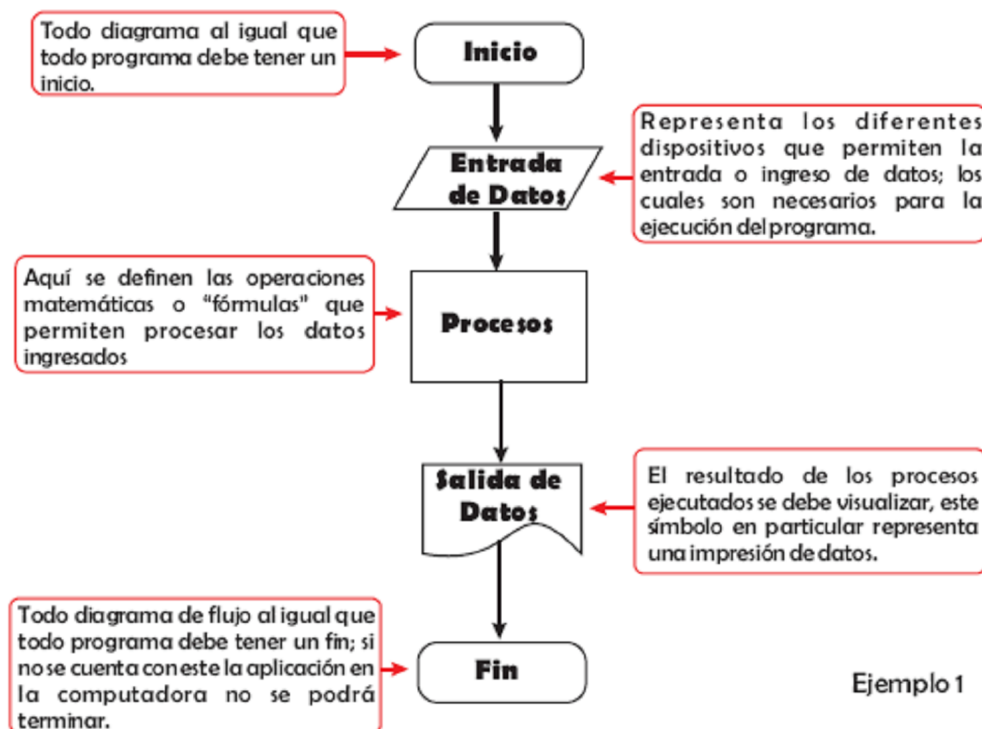 Todo diagrama al igual que
todo programa debe tener un
inicio.
Inicio
Representa los diferentes
dispositivos que permiten la
entrada o ingreso de datos; los
cuales son necesarios para la
ejecución del programa.
Entrada
de Datos
Aquí se definen las operaciones
matemáticas o “fórmulas” que
permiten procesar los datos
ingresados
Procesos
Salida de
Datos
El resultado de los procesos
ejecutados se debe visualizar, este
símbolo en particular representa
una impresión de datos.
Todo diagrama de flujo al igual que
todo programa debe tener un fin; si
no se cuenta con este la aplicación en
la computadora no se podrá
terminar.
Fin
Ejemplo 1